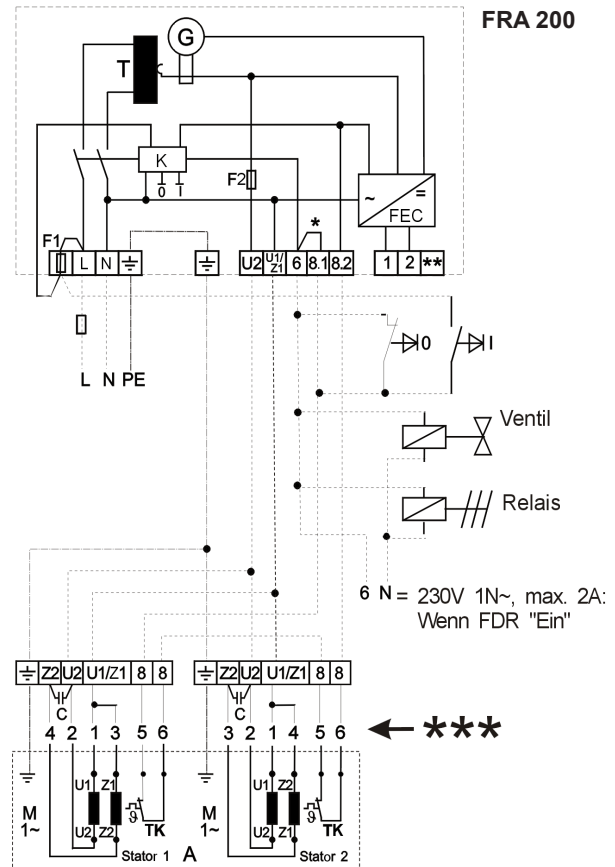 FRA 200
G
T
K
0 I
F2
~ =
FEC
*
F1
L N
U2 U1/Z1 6 8.1 8.2
1 2 **
L N PE
0 I
Ventil
Relais
6 N = 230V 1N~, max. 2A:
Wenn FDR "Ein"
Z2 U2 U1/Z1 8 8
Z2 U2 U1/Z1 8 8
C C
4 2 1 3 5 6
3 2 1 4 5 6
***
U1 Z1
U1 Z2
M
1~
ϑ
TK
M
1~
ϑ
TK
U2 Z2
U2 Z1
Stator 1 A Stator 2